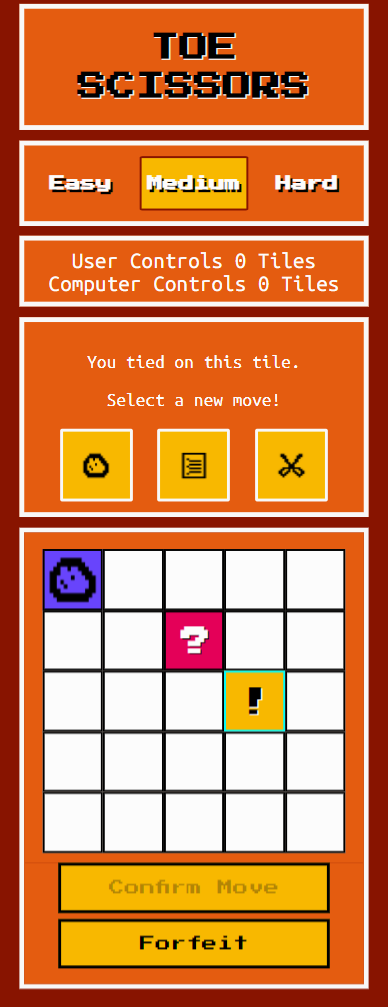 TOE
SCISSORS
Easy Medium Hard
User Controls 0 Tiles
Computer Controls 0 Tiles
You tied on this tile.
Select a new move!
?
!
Confirm Move
Forfeit